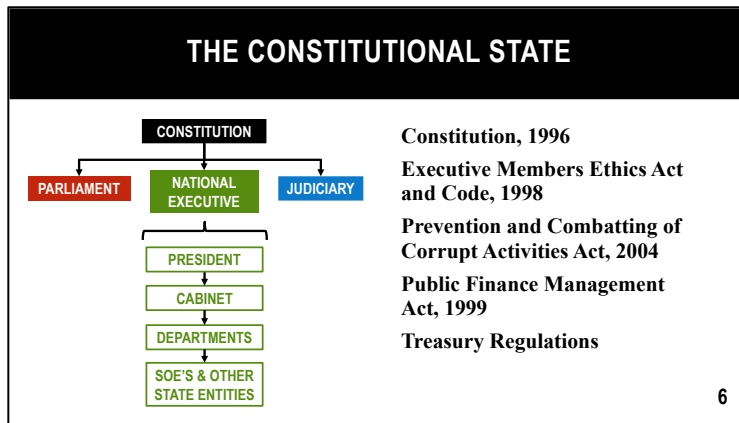 THE CONSTITUTIONAL STATE
CONSTITUTION
PARLIAMENT
NATIONAL
EXECUTIVE
JUDICIARY
PRESIDENT
CABINET
DEPARTMENTS
SOE'S & OTHER
STATE ENTITIES
Constitution, 1996
Executive Members Ethics Act
and Code, 1998
Prevention and Combatting of
Corrupt Activities Act, 2004
Public Finance Management
Act, 1999
Treasury Regulations
6